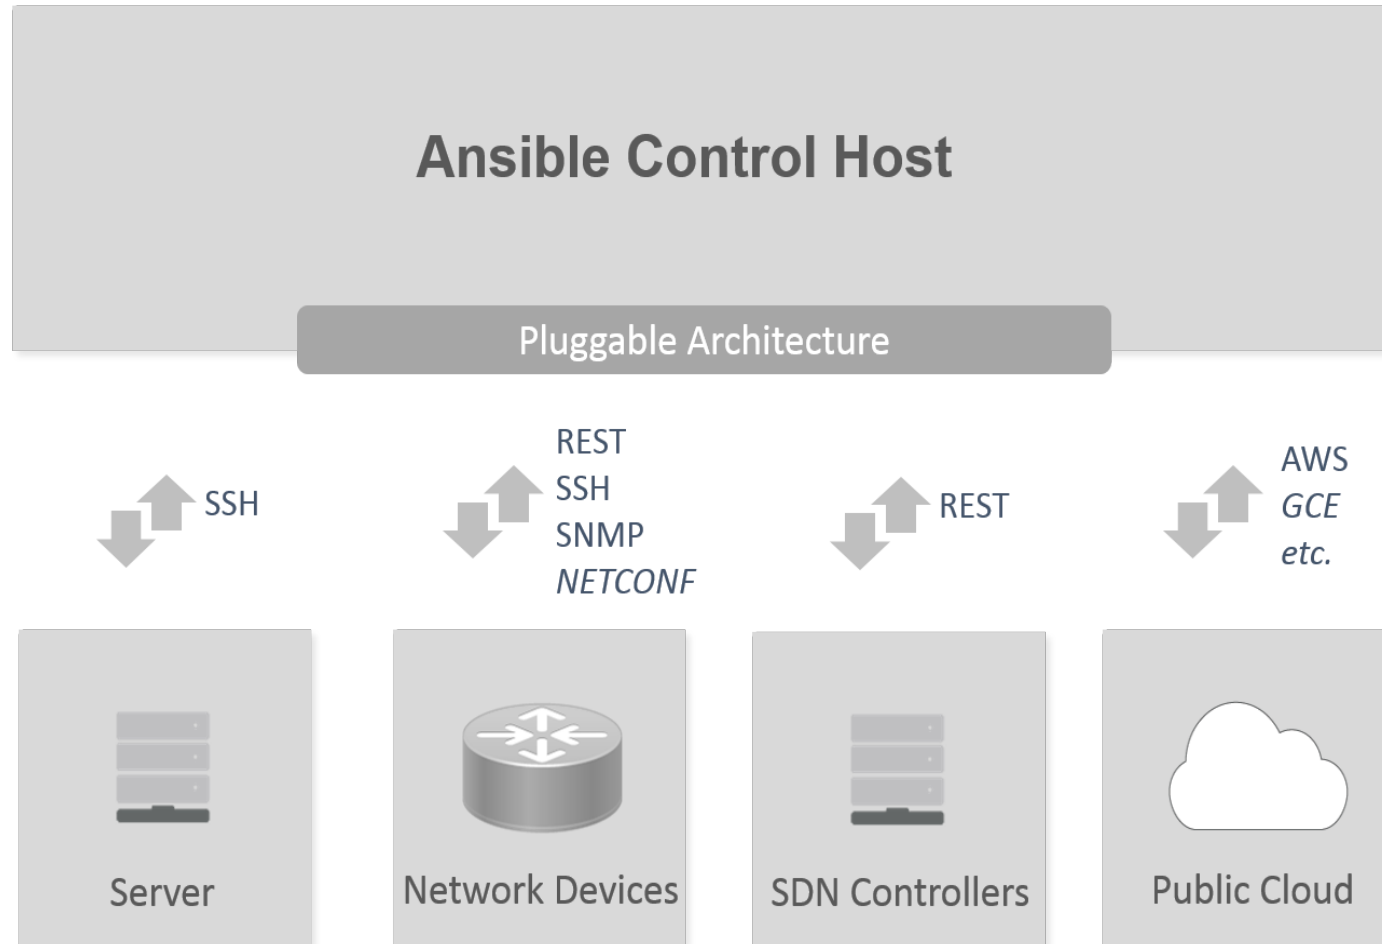 Ansible Control Host
Pluggable Architecture
SSH
REST
SSH
SNMP
NETCONF
REST
AWS
GCE
etc.
Server
Network Devices
SDN Controllers
Public Cloud